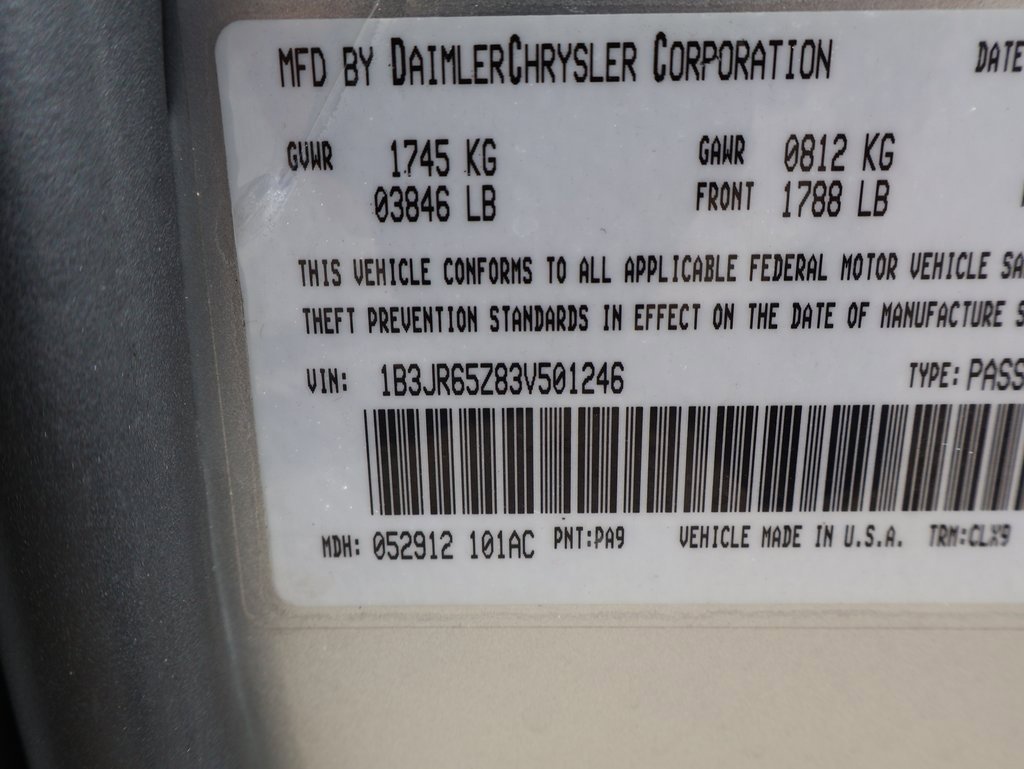 MFD BY DAIMLERCHRYSLER CORPORATION DATE
GVWR 1745 KG GAWR 0812 KG
03846 LB FRONT 1788 LB
THIS VEHICLE CONFORMS TO ALL APPLICABLE FEDERAL MOTOR VEHICLE SA
THEFT PREVENTION STANDARDS IN EFFECT ON THE DATE OF MANUFACTURE S
VIN: 1B3JR65Z83V501246 TYPE: PASS
MDH: 052912 101AC PNT:PA9 VEHICLE MADE IN U.S.A. TRM:CLX9